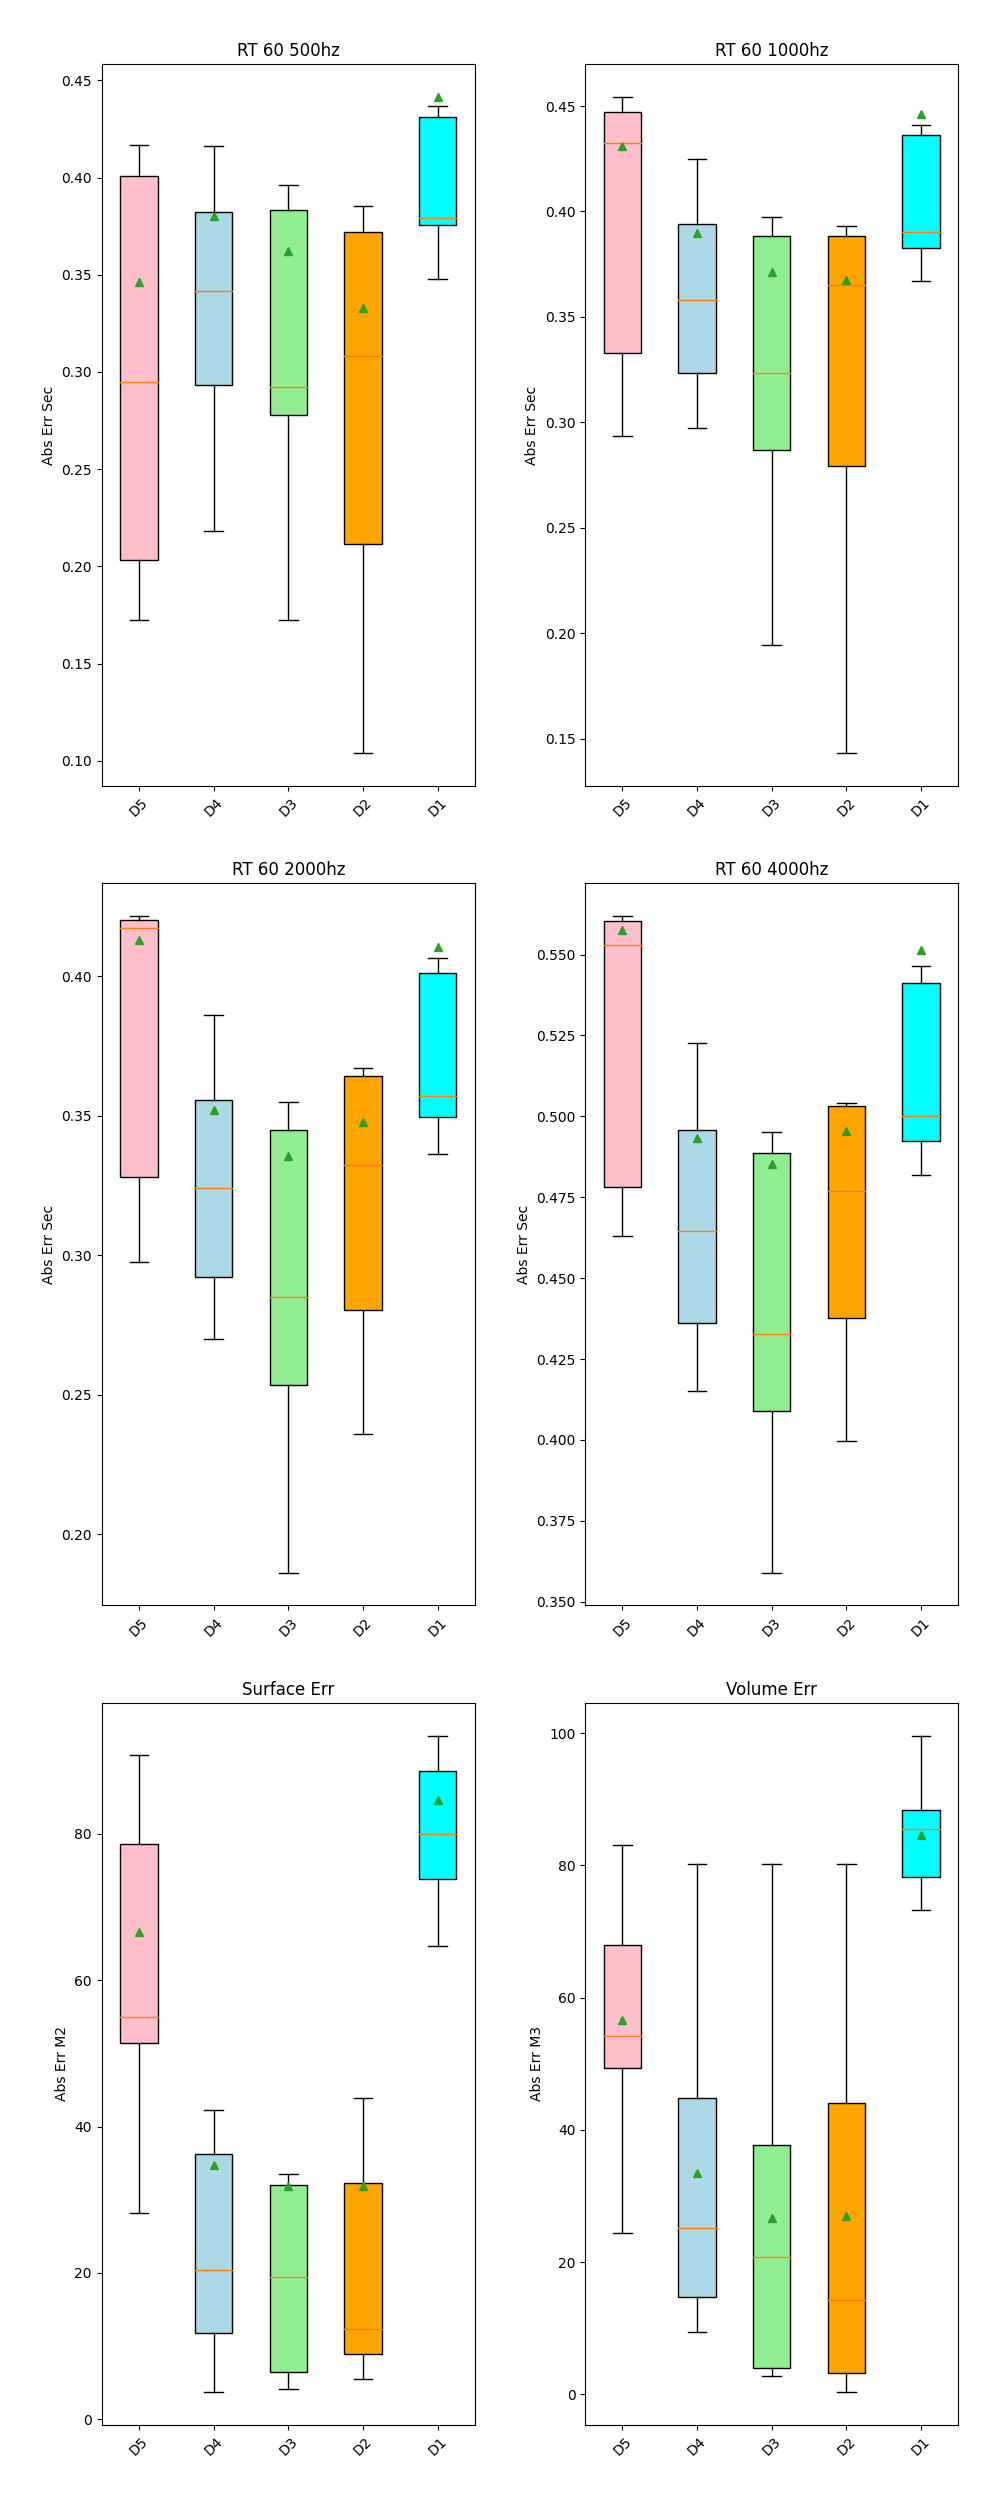 RT 60 500hz
Abs Err Sec
0.45
0.40
0.35
0.30
0.25
0.20
0.15
0.10
D5 D4 D3 D2 D1
RT 60 1000hz
Abs Err Sec
0.45
0.40
0.35
0.30
0.25
0.20
0.15
D5 D4 D3 D2 D1
RT 60 2000hz
Abs Err Sec
0.40
0.35
0.30
0.25
0.20
D5 D4 D3 D2 D1
RT 60 4000hz
Abs Err Sec
0.550
0.525
0.500
0.475
0.450
0.425
0.400
0.375
0.350
D5 D4 D3 D2 D1
Surface Err
Abs Err M2
80
60
40
20
0
D5 D4 D3 D2 D1
Volume Err
Abs Err M3
100
80
60
40
20
0
D5 D4 D3 D2 D1